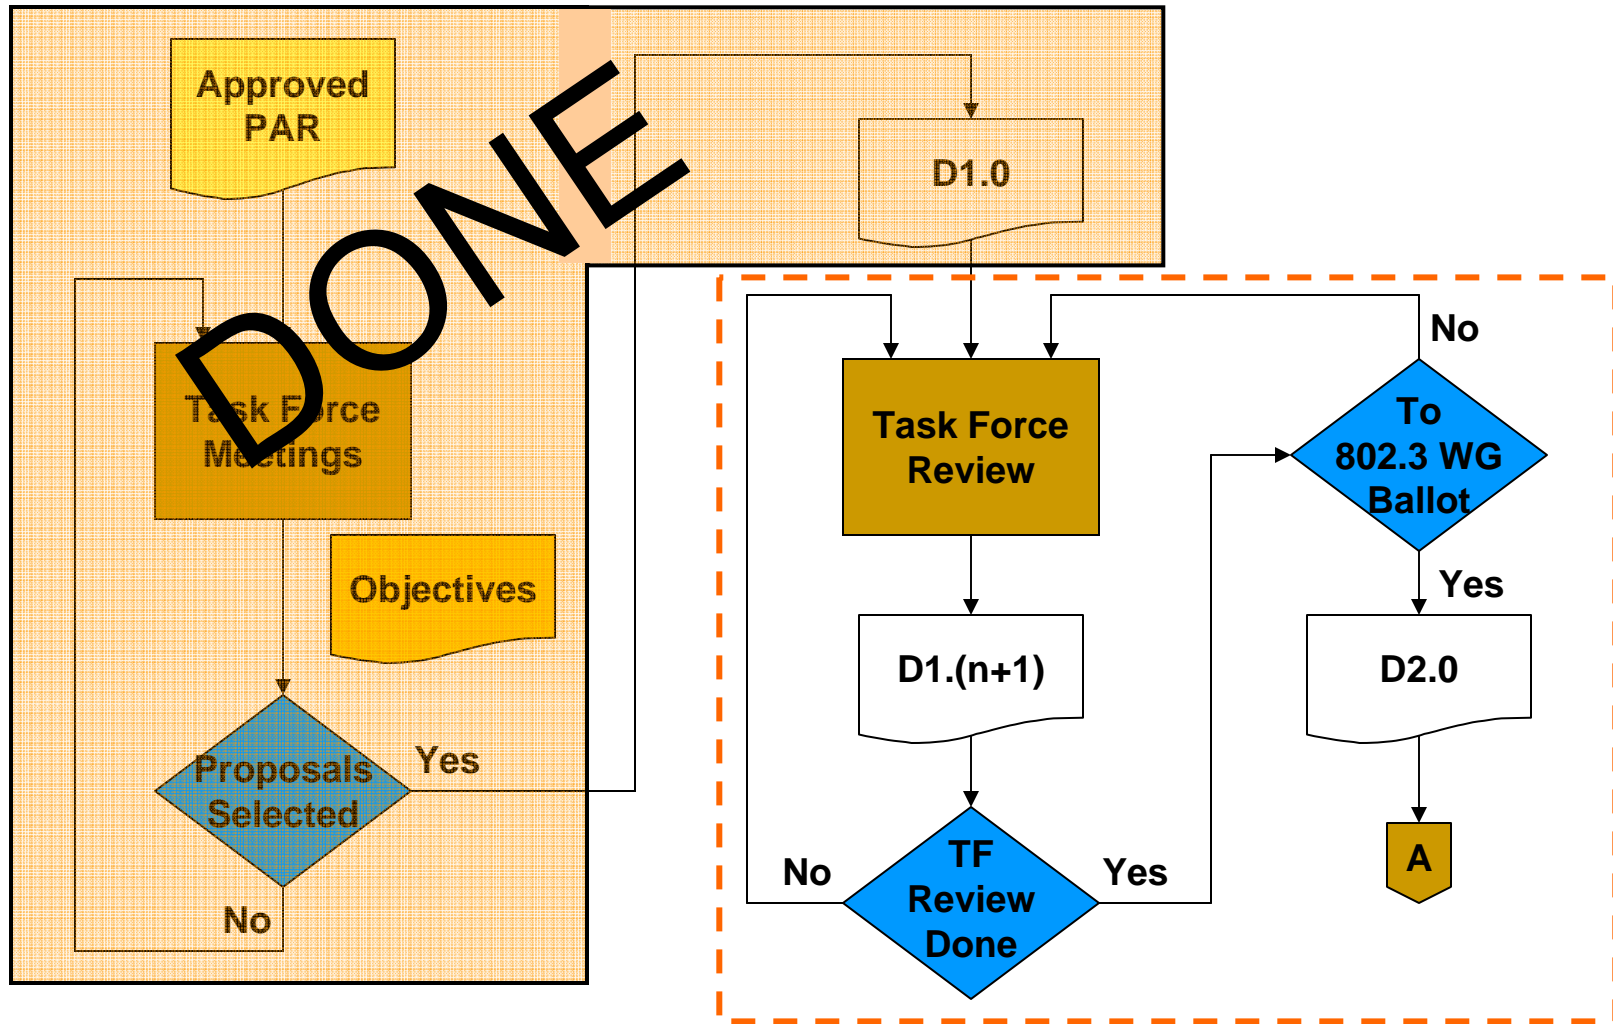 Approved
PAR
DONE
Task Force
Meetings
Objectives
Proposals
Selected
Yes
No
D1.0
Task Force
Review
D1.(n+1)
TF
Review
Done
No
Yes
To
802.3 WG
Ballot
No
Yes
D2.0
A